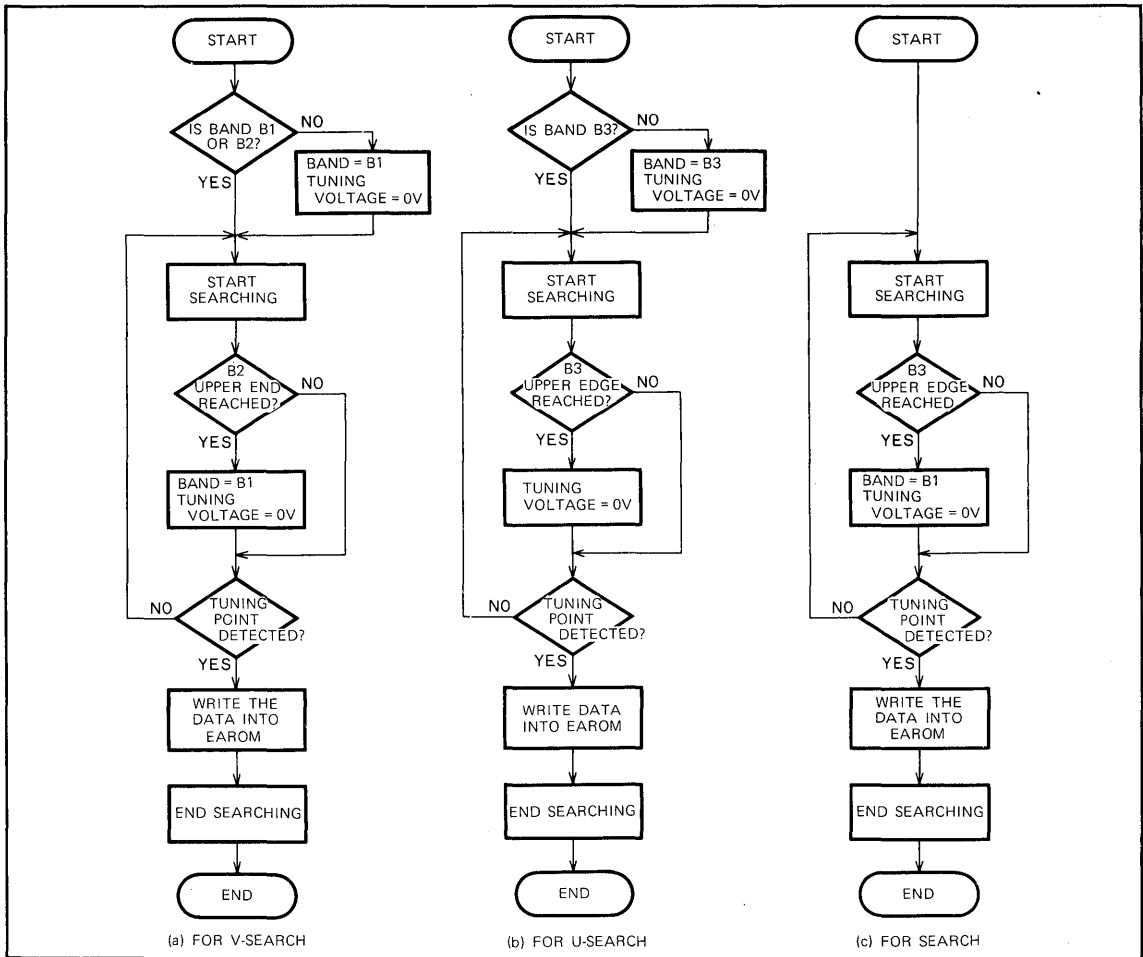 START
IS BAND B1
OR B2?
NO
BAND = B1
TUNING
VOLTAGE = 0V
YES
START
SEARCHING
B2
UPPER END
REACHED?
NO
YES
BAND = B1
TUNING
VOLTAGE = 0V
NO
TUNING
POINT
DETECTED?
YES
WRITE THE
DATA INTO
EAROM
END SEARCHING
END
(a) FOR V-SEARCH
START
IS BAND B3?
NO
BAND = B3
TUNING
VOLTAGE = 0V
YES
START
SEARCHING
B3
UPPER EDGE
REACHED?
NO
YES
TUNING
VOLTAGE = 0V
NO
TUNING
POINT
DETECTED?
YES
WRITE DATA
INTO EAROM
END SEARCHING
END
(b) FOR U-SEARCH
START
START
SEARCHING
B3
UPPER EDGE
REACHED
NO
YES
BAND = B1
TUNING
VOLTAGE = 0V
NO
TUNING
POINT
DETECTED?
YES
WRITE THE
DATA INTO
EAROM
END SEARCHING
END
(c) FOR SEARCH